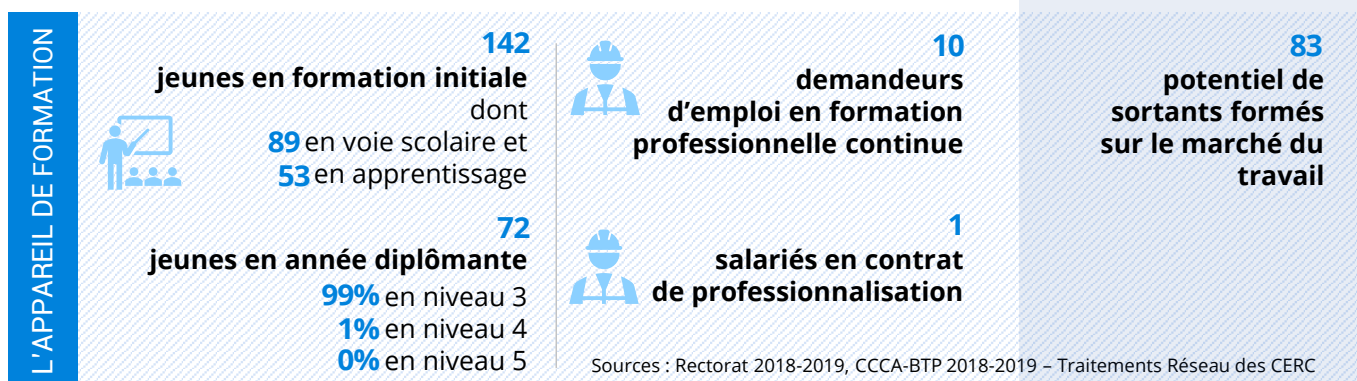 L'APPAREIL DE FORMATION
142
jeunes en formation initiale
dont
89 en voie scolaire et
53 en apprentissage
72
jeunes en année diplômante
99% en niveau 3
1% en niveau 4
0% en niveau 5
10
demandeurs
d’emploi en formation
professionnelle continue
1
salariés en contrat
de professionnalisation
83
potentiel de
sortants formés
sur le marché du
travail
Sources : Rectorat 2018-2019, CCCA-BTP 2018-2019 – Traitements Réseau des CERC